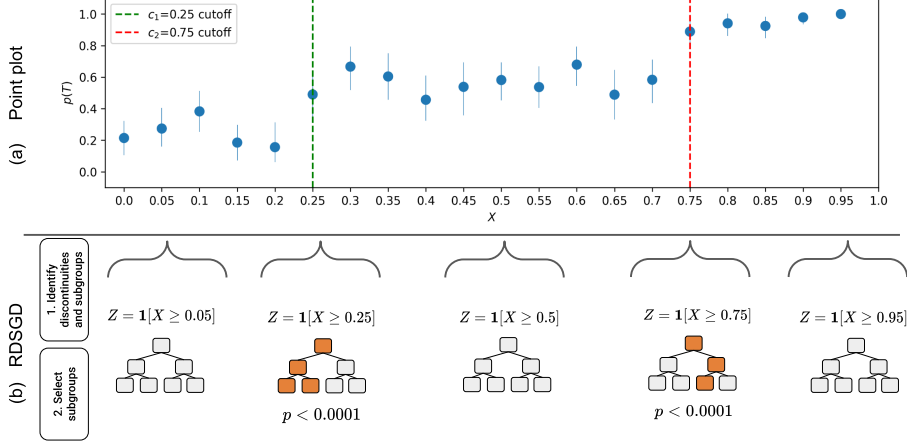 c₁=0.25 cutoff
c₂=0.75 cutoff
(a) Point plot
p(T)
1.0
0.8
0.6
0.4
0.2
0.0
0.0 0.05 0.1 0.15 0.2 0.25 0.3 0.35 0.4 0.45 0.5 0.55 0.6 0.65 0.7 0.75 0.8 0.85 0.9 0.95 1.0
X
(b) RDSGD
1. Identify
discontinuities
and subgroups
Z = 1[X ≥ 0.05] Z = 1[X ≥ 0.25] Z = 1[X ≥ 0.5] Z = 1[X ≥ 0.75] Z = 1[X ≥ 0.95]
2. Select
subgroups
p < 0.0001 p < 0.0001